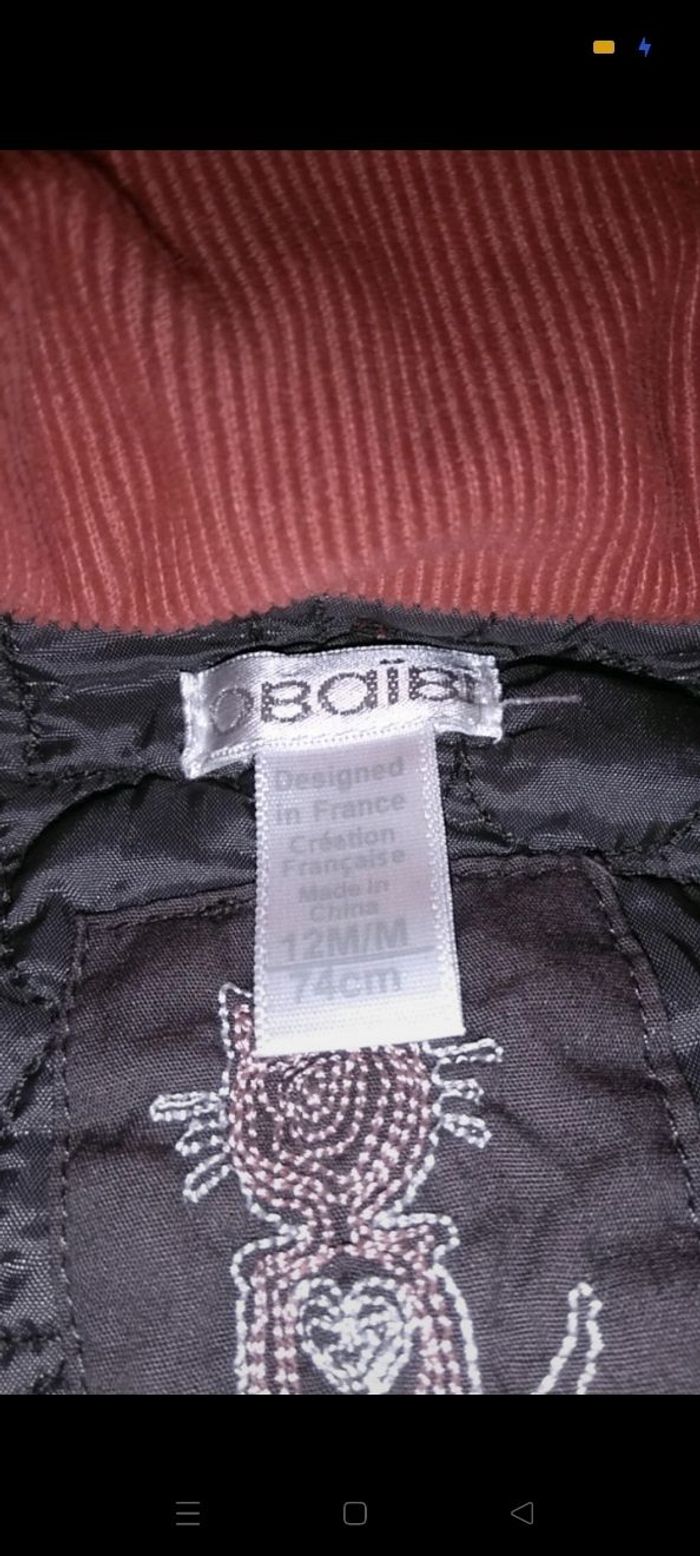 OBAÏBI
Designed
in France
Création
Française
Made in
China
12M/M
74cm